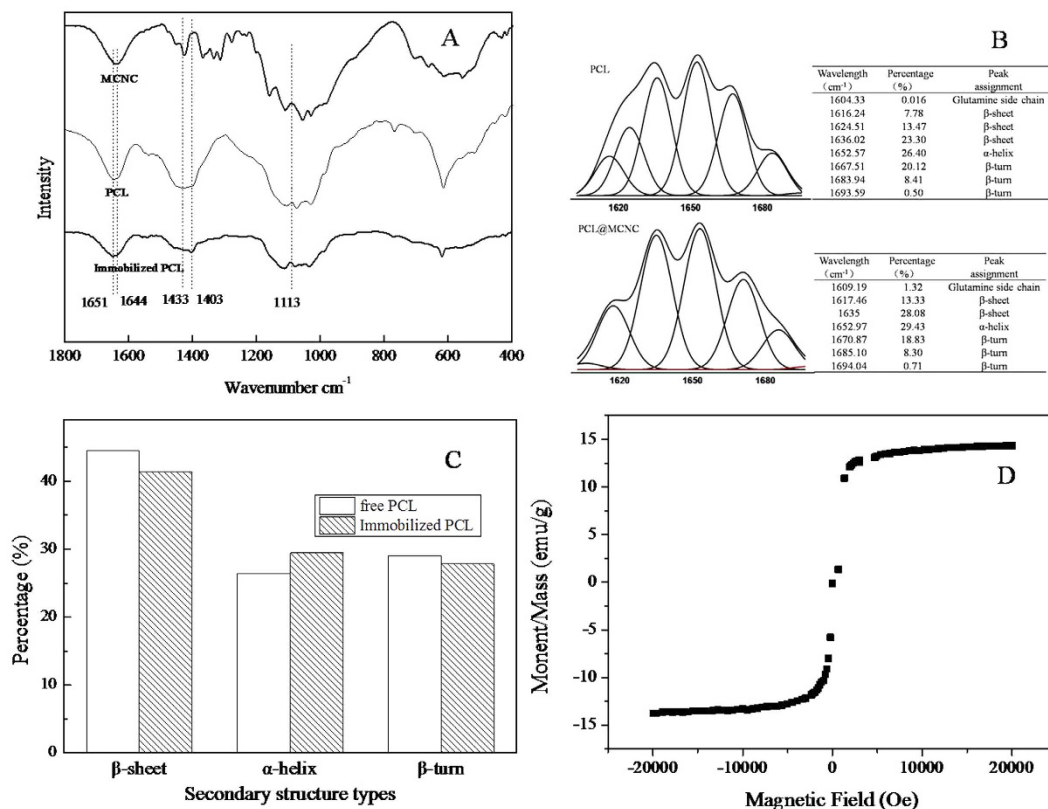 A
MCNC
PCL
Immobilized PCL
1651 1644 1433 1403 1113
1800 1600 1400 1200 1000 800 600 400
Wavenumber cm⁻¹
Intensity
B
PCL
1620 1650 1680
Wavelength Percentage Peak
(cm⁻¹) (%) assignment
1604.33 0.016 Glutamine side chain
1616.24 7.78 β-sheet
1624.51 13.47 β-sheet
1636.02 23.30 β-sheet
1652.57 26.40 α-helix
1667.51 20.12 β-turn
1683.94 8.41 β-turn
1693.59 0.50 β-turn
PCL@MCNC
1620 1650 1680
Wavelength Percentage Peak
(cm⁻¹) (%) assignment
1609.19 1.32 Glutamine side chain
1617.46 13.33 β-sheet
1635 28.08 β-sheet
1652.97 29.43 α-helix
1670.87 18.83 β-turn
1685.10 8.30 β-turn
1694.04 0.71 β-turn
C
free PCL
Immobilized PCL
40
30
20
10
0
Percentage (%)
β-sheet α-helix β-turn
Secondary structure types
D
15
10
5
0
-5
-10
-15
Monent/Mass (emu/g)
-20000 -10000 0 10000 20000
Magnetic Field (Oe)